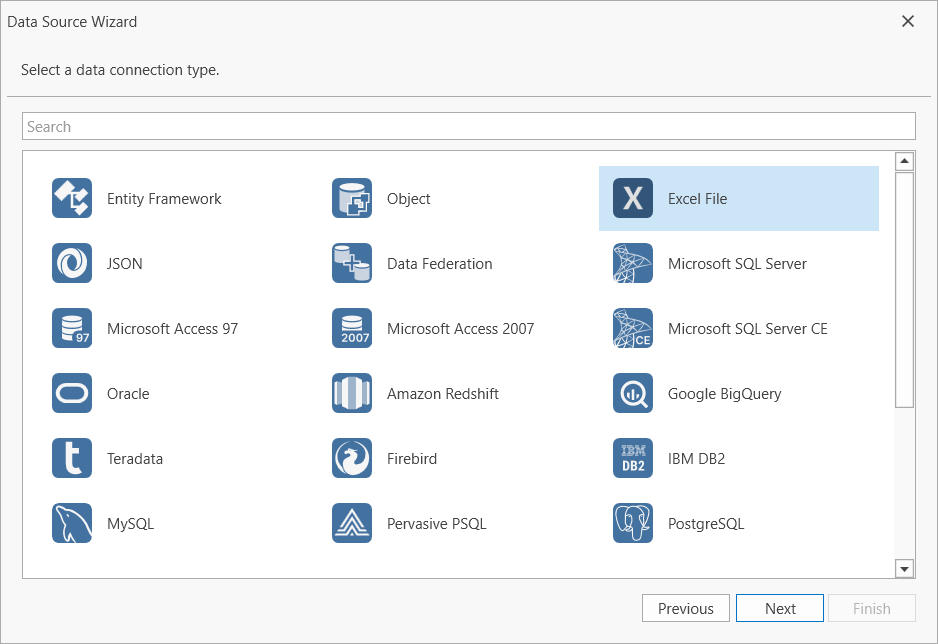 Data Source Wizard
Select a data connection type.
Search
Entity Framework
Object
X Excel File
JSON
Data Federation
Microsoft SQL Server
97 Microsoft Access 97
2007 Microsoft Access 2007
CE Microsoft SQL Server CE
Oracle
Amazon Redshift
Google BigQuery
t Teradata
Firebird
IBM DB2 IBM DB2
MySQL
Pervasive PSQL
PostgreSQL
Previous
Next
Finish